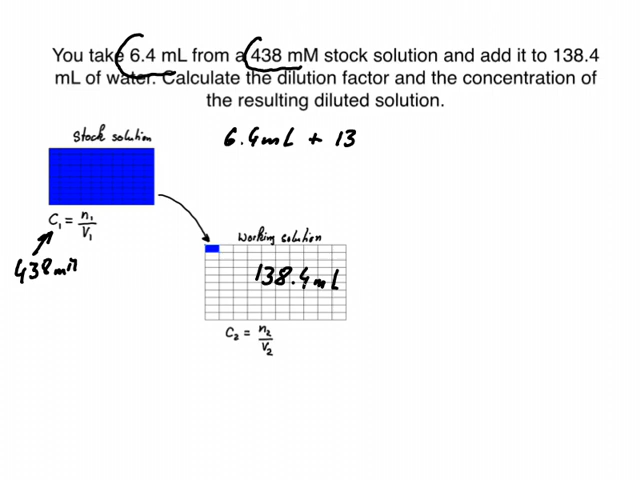 You take 6.4 mL from a 438 mM stock solution and add it to 138.4
mL of water. Calculate the dilution factor and the concentration of
the resulting diluted solution.
Stock solution
6.4mL + 13
C₁ = n₁/V₁
438mM
Working solution
138.4mL
C₂ = n₂/V₂